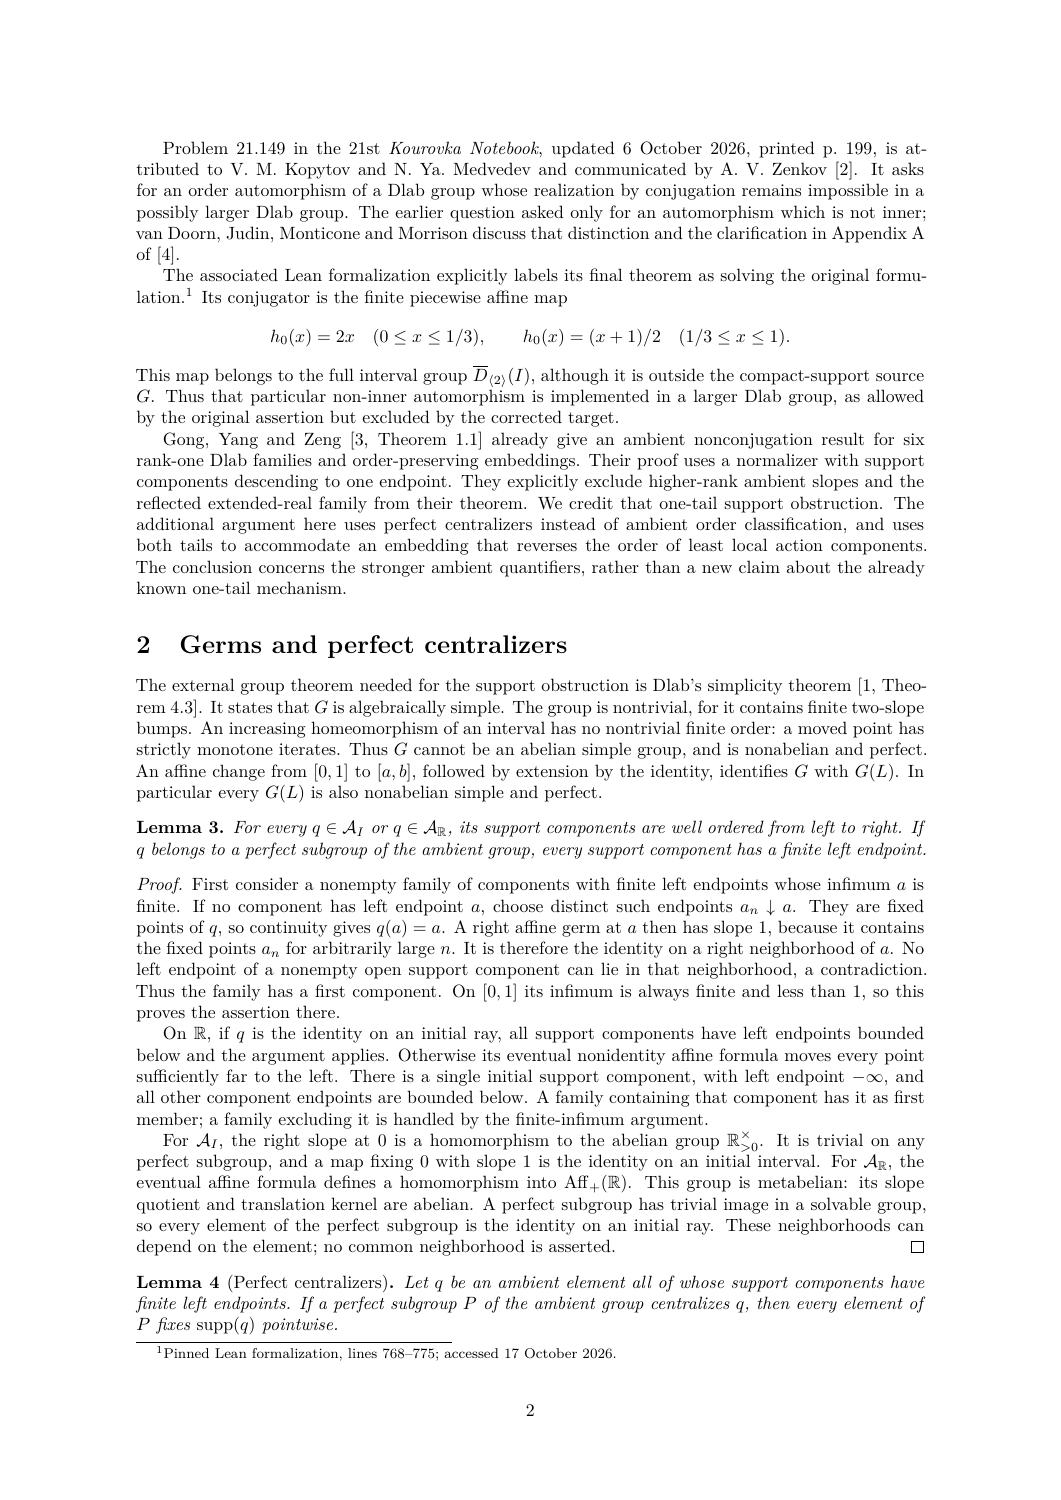 Problem 21.149 in the 21st Kourovka Notebook, updated 6 October 2026, printed p. 199, is at-
tributed to V. M. Kopytov and N. Ya. Medvedev and communicated by A. V. Zenkov [2]. It asks
for an order automorphism of a Dlab group whose realization by conjugation remains impossible in a
possibly larger Dlab group. The earlier question asked only for an automorphism which is not inner;
van Doorn, Judin, Monticone and Morrison discuss that distinction and the clarification in Appendix A
of [4].
The associated Lean formalization explicitly labels its final theorem as solving the original formu-
lation.¹ Its conjugator is the finite piecewise affine map
h₀(x) = 2x (0 ≤ x ≤ 1/3), h₀(x) = (x + 1)/2 (1/3 ≤ x ≤ 1).
This map belongs to the full interval group D̅⟨2⟩(I), although it is outside the compact-support source
G. Thus that particular non-inner automorphism is implemented in a larger Dlab group, as allowed
by the original assertion but excluded by the corrected target.
Gong, Yang and Zeng [3, Theorem 1.1] already give an ambient nonconjugation result for six
rank-one Dlab families and order-preserving embeddings. Their proof uses a normalizer with support
components descending to one endpoint. They explicitly exclude higher-rank ambient slopes and the
reflected extended-real family from their theorem. We credit that one-tail support obstruction. The
additional argument here uses perfect centralizers instead of ambient order classification, and uses
both tails to accommodate an embedding that reverses the order of least local action components.
The conclusion concerns the stronger ambient quantifiers, rather than a new claim about the already
known one-tail mechanism.
2 Germs and perfect centralizers
The external group theorem needed for the support obstruction is Dlab's simplicity theorem [1, Theo-
rem 4.3]. It states that G is algebraically simple. The group is nontrivial, for it contains finite two-slope
bumps. An increasing homeomorphism of an interval has no nontrivial finite order: a moved point has
strictly monotone iterates. Thus G cannot be an abelian simple group, and is nonabelian and perfect.
An affine change from [0, 1] to [a, b], followed by extension by the identity, identifies G with G(L). In
particular every G(L) is also nonabelian simple and perfect.
Lemma 3. For every q ∈ 𝒜_I or q ∈ 𝒜_ℝ, its support components are well ordered from left to right. If
q belongs to a perfect subgroup of the ambient group, every support component has a finite left endpoint.
Proof. First consider a nonempty family of components with finite left endpoints whose infimum a is
finite. If no component has left endpoint a, choose distinct such endpoints aₙ ↓ a. They are fixed
points of q, so continuity gives q(a) = a. A right affine germ at a then has slope 1, because it contains
the fixed points aₙ for arbitrarily large n. It is therefore the identity on a right neighborhood of a. No
left endpoint of a nonempty open support component can lie in that neighborhood, a contradiction.
Thus the family has a first component. On [0, 1] its infimum is always finite and less than 1, so this
proves the assertion there.
On ℝ, if q is the identity on an initial ray, all support components have left endpoints bounded
below and the argument applies. Otherwise its eventual nonidentity affine formula moves every point
sufficiently far to the left. There is a single initial support component, with left endpoint −∞, and
all other component endpoints are bounded below. A family containing that component has it as first
member; a family excluding it is handled by the finite-infimum argument.
For 𝒜_I, the right slope at 0 is a homomorphism to the abelian group ℝ^×_{>0}. It is trivial on any
perfect subgroup, and a map fixing 0 with slope 1 is the identity on an initial interval. For 𝒜_ℝ, the
eventual affine formula defines a homomorphism into Aff₊(ℝ). This group is metabelian: its slope
quotient and translation kernel are abelian. A perfect subgroup has trivial image in a solvable group,
so every element of the perfect subgroup is the identity on an initial ray. These neighborhoods can
depend on the element; no common neighborhood is asserted. □
Lemma 4 (Perfect centralizers). Let q be an ambient element all of whose support components have
finite left endpoints. If a perfect subgroup P of the ambient group centralizes q, then every element of
P fixes supp(q) pointwise.
¹Pinned Lean formalization, lines 768–775; accessed 17 October 2026.
2